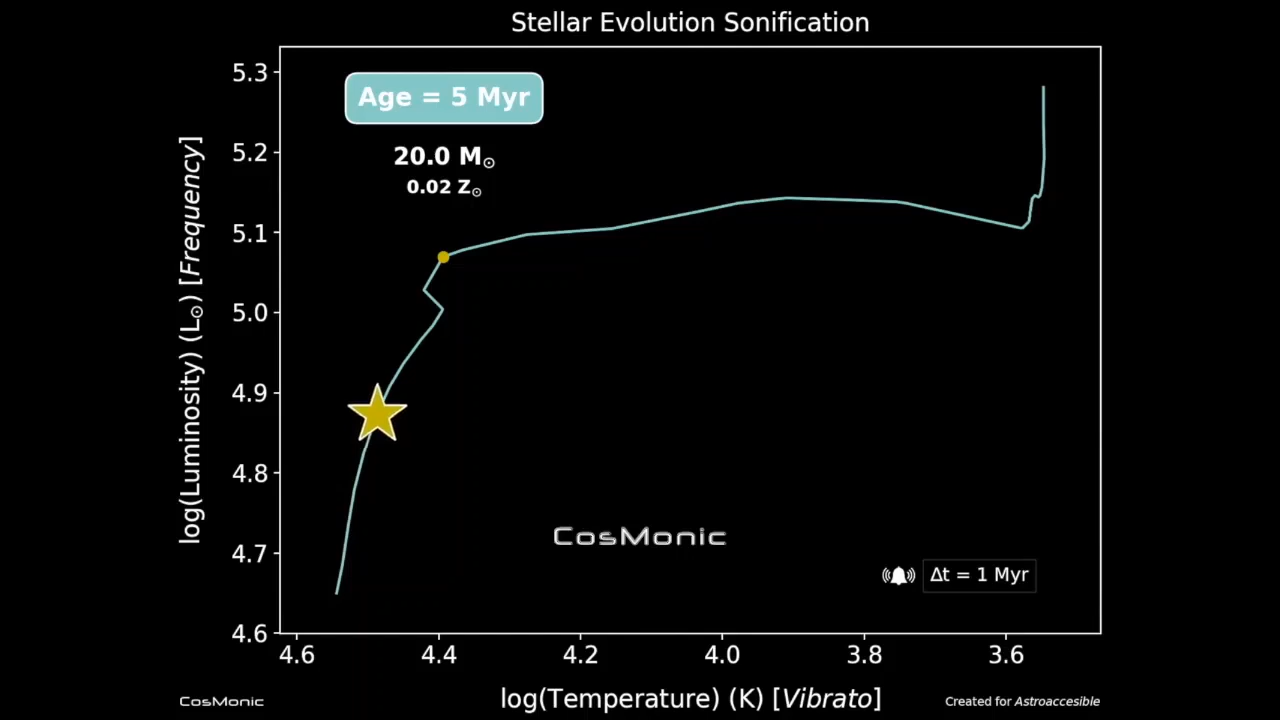 Stellar Evolution Sonification
Age = 5 Myr
20.0 M☉
0.02 Z☉
log(Luminosity) (L☉) [Frequency]
5.3
5.2
5.1
5.0
4.9
4.8
4.7
4.6
CosMonic
Δt = 1 Myr
4.6 4.4 4.2 4.0 3.8 3.6
log(Temperature) (K) [Vibrato]
CosMonic
Created for Astroaccesible